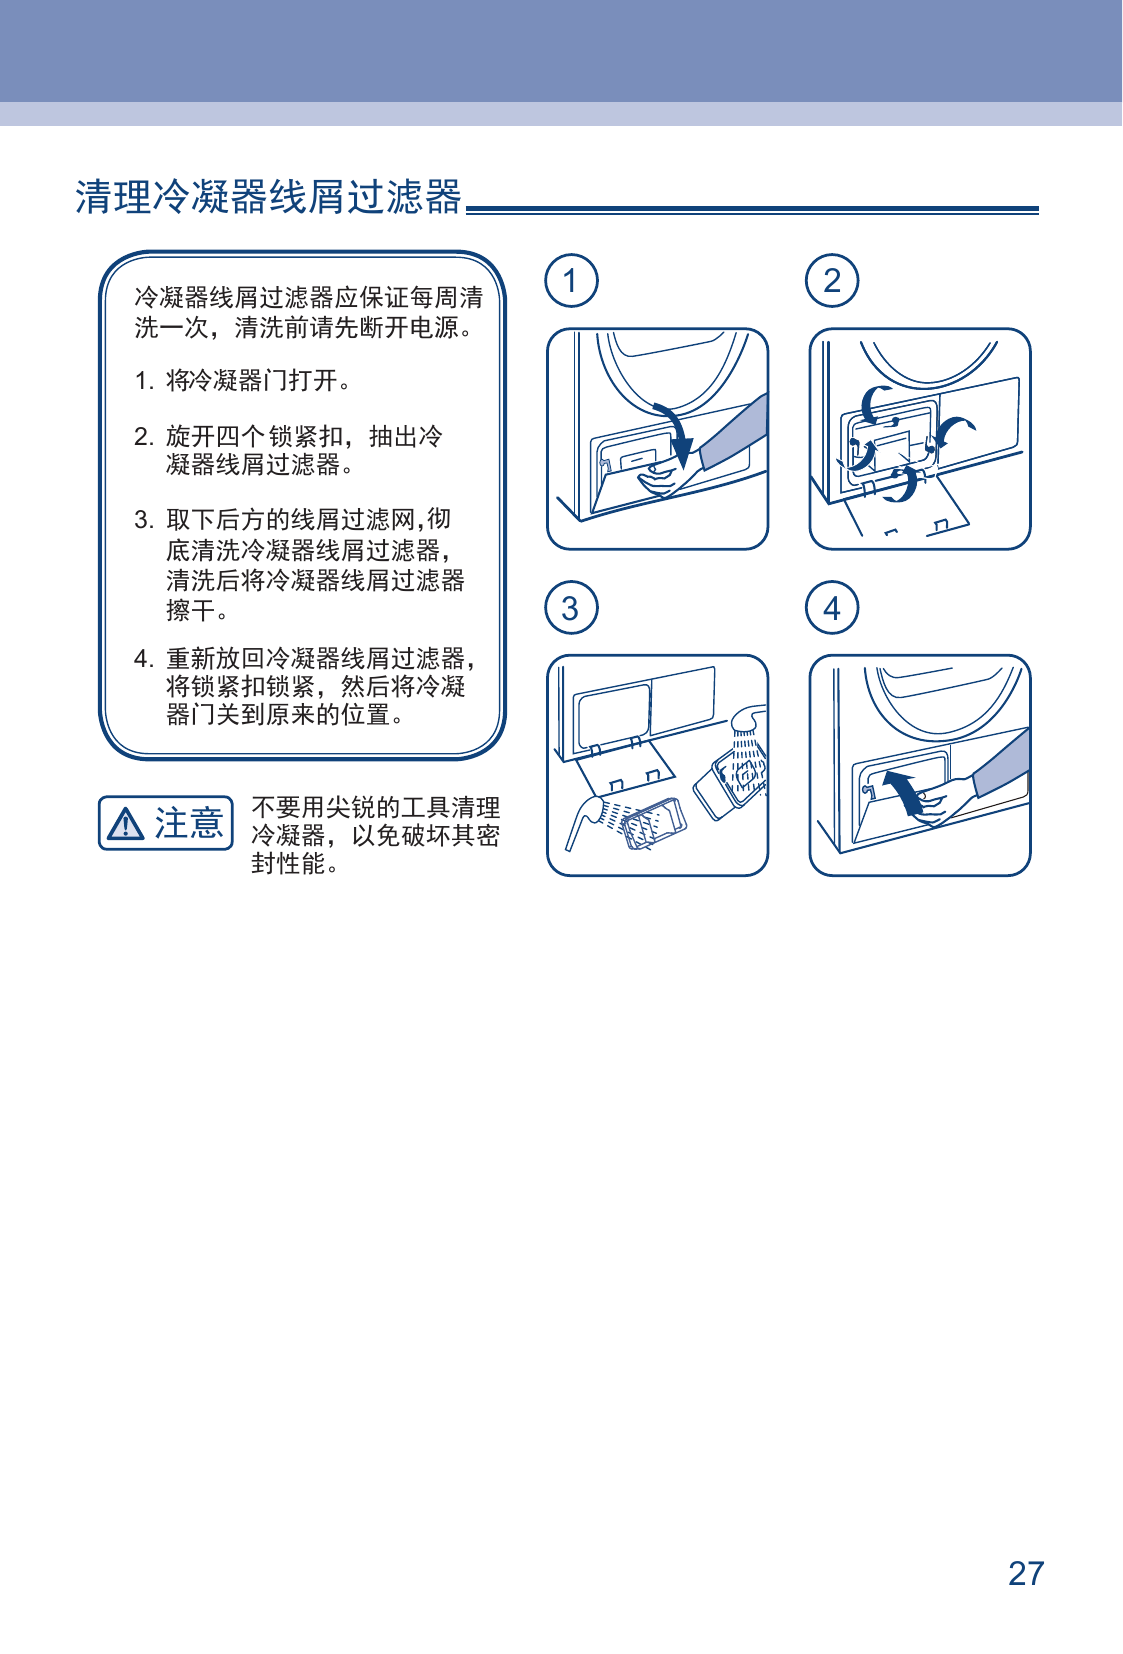 清理冷凝器线屑过滤器
冷凝器线屑过滤器应保证每周清
洗一次，清洗前请先断开电源。
1. 将冷凝器门打开。
2. 旋开四个锁紧扣，抽出冷
凝器线屑过滤器。
3. 取下后方的线屑过滤网,彻
底清洗冷凝器线屑过滤器，
清洗后将冷凝器线屑过滤器
擦干。
4. 重新放回冷凝器线屑过滤器，
将锁紧扣锁紧，然后将冷凝
器门关到原来的位置。
注意
不要用尖锐的工具清理
冷凝器，以免破坏其密
封性能。
1
2
3
4
27